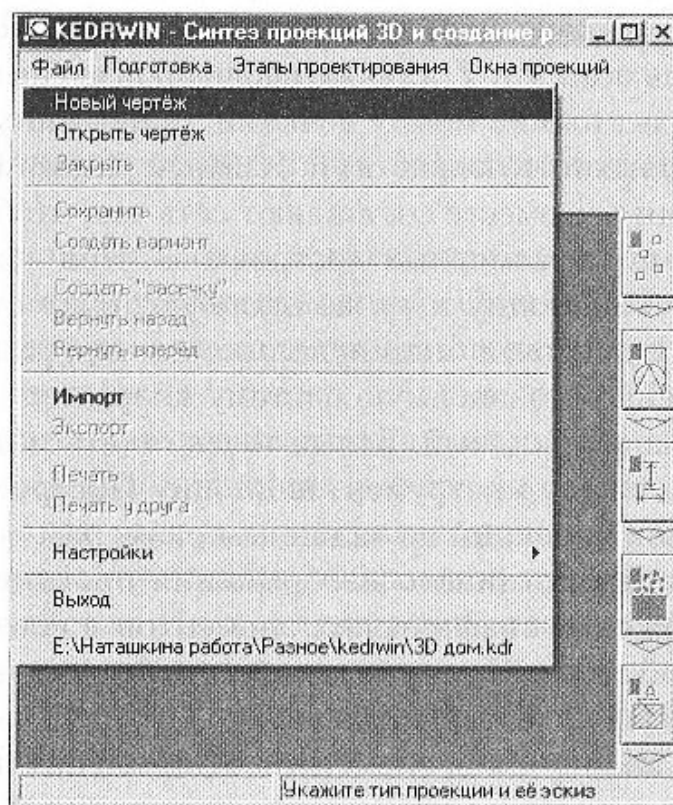 KEDRWIN - Синтез проекций 3D и создание р
Файл Подготовка Этапы проектирования Окна проекций
Новый чертёж
Открыть чертёж
Закрыть
Сохранить
Создать вариант
Создать "засечку"
Вернуть назад
Вернуть вперёд
Импорт
Экспорт
Печать
Печать у друга
Настройки
Выход
E:\Наташкина работа\Разное\kedrwin\3D дом.kdr
Укажите тип проекции и её эскиз